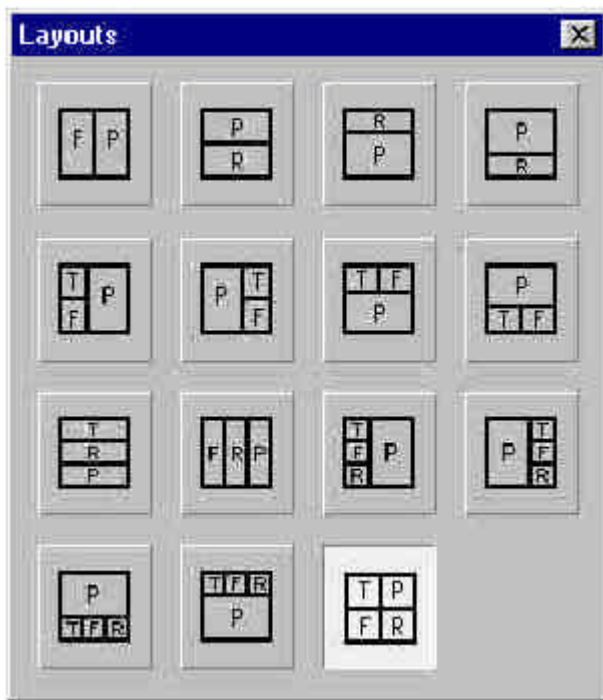 Layouts
F P P R R P P R
T F P P T F T F P P T F
T R P F R P T F R P P T F R
P T F R T F R P T P F R